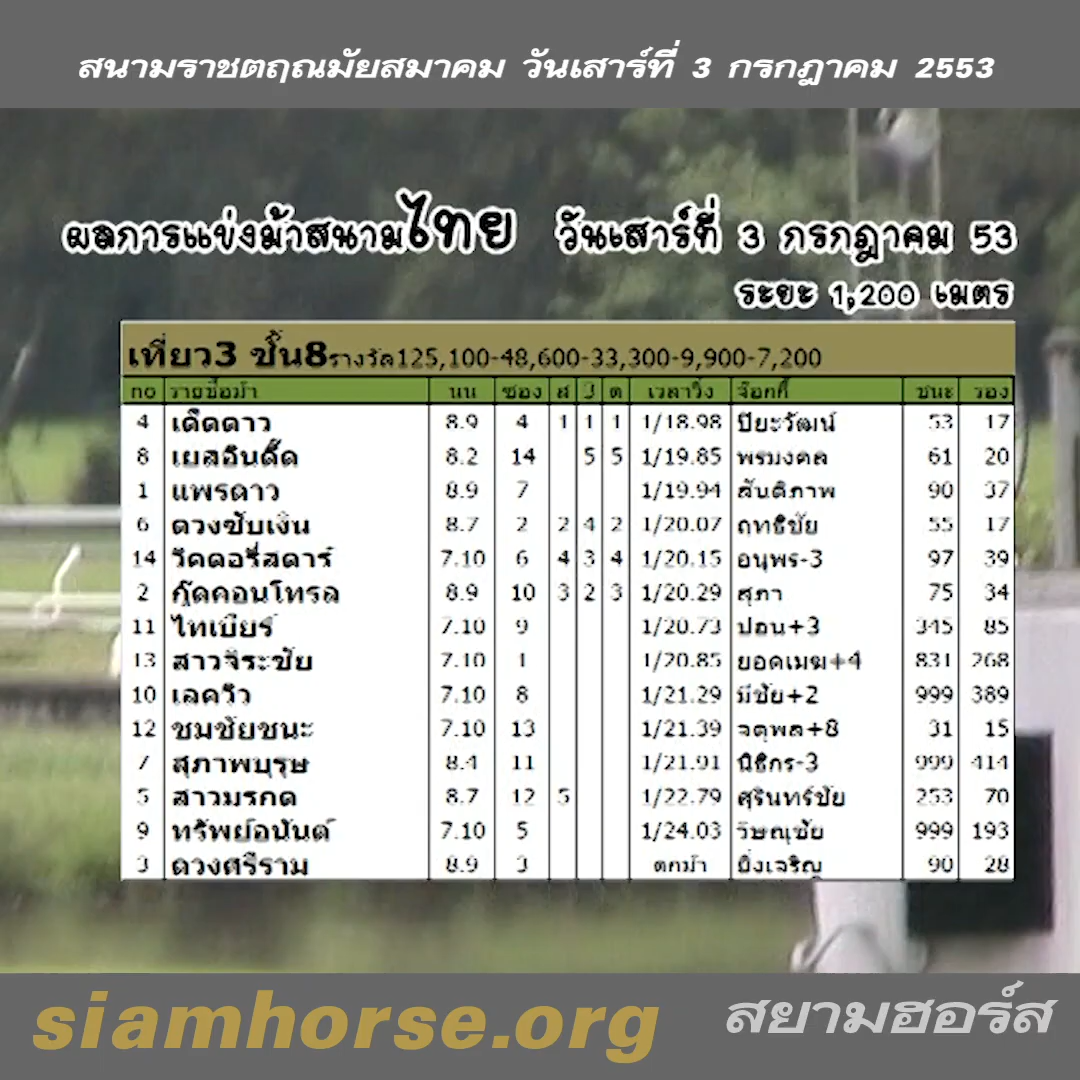 สนามราชตฤณมัยสมาคม วันเสาร์ที่ 3 กรกฎาคม 2553
ผลการแข่งม้าสนามไทย วันเสาร์ที่ 3 กรกฎาคม 53
ระยะ 1,200 เมตร
เที่ยว3 ชั้น8รางวัล125,100-48,600-33,300-9,900-7,200
no รายชื่อม้า นน ซอง ส 3 ต เวลาวิ่ง จ๊อกกี้ ชนะ รอง
4 เด็ดดาว 8.9 4 1 1 1 1/18.98 ปิยะวัฒน์ 53 17
8 เยสอินดี๊ด 8.2 14 5 5 1/19.85 พรมงคล 61 20
1 แพรดาว 8.9 7 1/19.94 สันติภาพ 90 37
6 ดวงขับเงิน 8.7 2 2 4 2 1/20.07 ฤทธิชัย 55 17
14 วิคตอรี่สตาร์ 7.10 6 4 3 4 1/20.15 อนุพร-3 97 39
2 กู๊ดคอนโทรล 8.9 10 3 2 3 1/20.29 สุภา 75 34
11 ไทเบียร์ 7.10 9 1/20.73 ปอน+3 345 85
13 สาวจิระชัย 7.10 1 1/20.85 ยอดเมฆ+4 831 268
10 เลควิว 7.10 8 1/21.29 มีชัย+2 999 389
12 ชมชัยชนะ 7.10 13 1/21.39 จตุพล+8 31 15
7 สุภาพบุรุษ 8.4 11 1/21.91 นิธิกร-3 999 414
5 สาวมรกต 8.7 12 5 1/22.79 สุรินทร์ชัย 253 70
9 ทรัพย์อนันต์ 7.10 5 1/24.03 วิษณุชัย 999 193
3 ดวงศรีราม 8.9 3 ตกม้า ยิ่งเจริญ 90 28
siamhorse.org สยามฮอร์ส